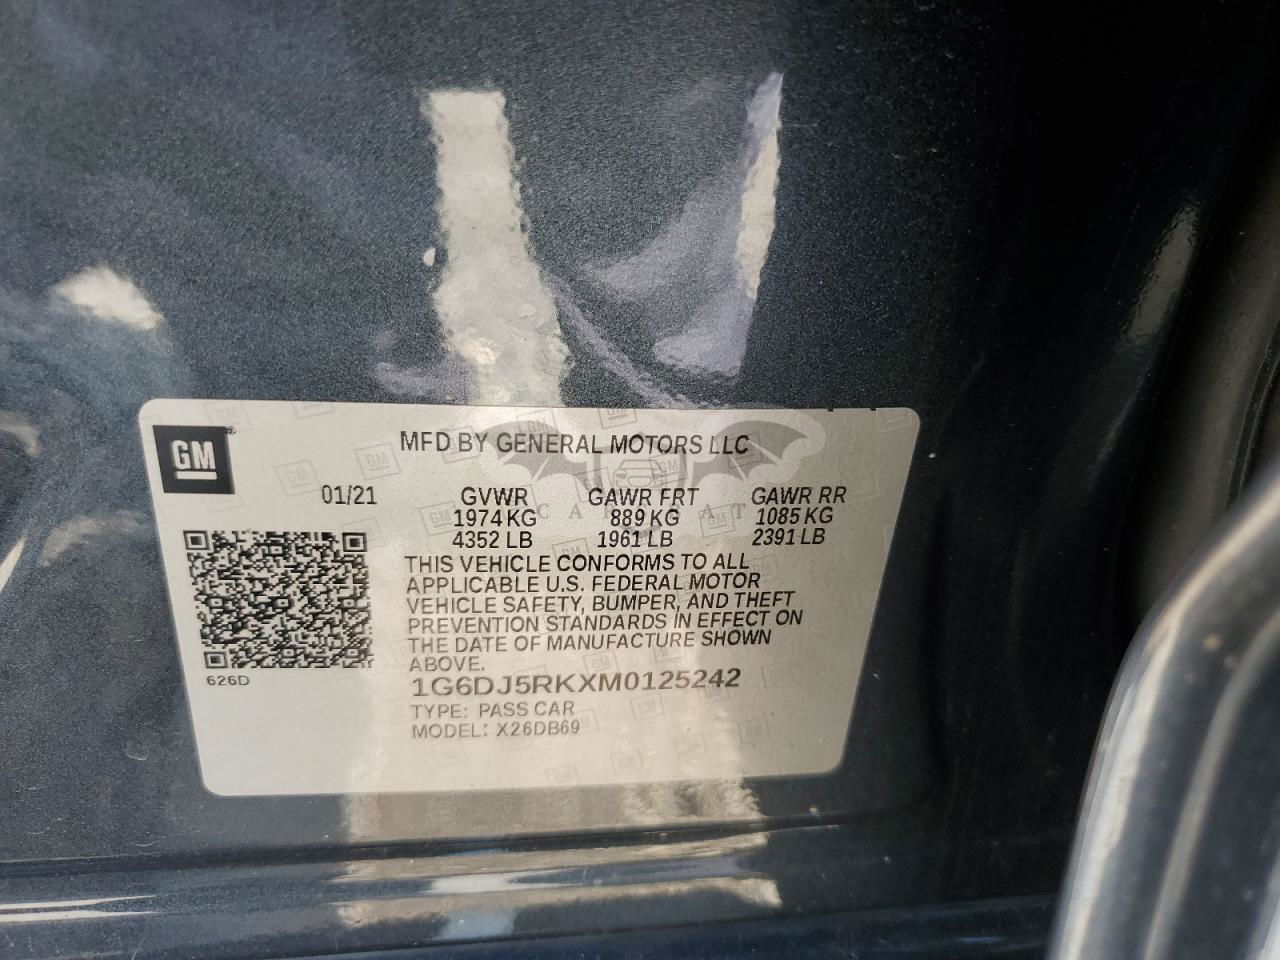 GM
MFD BY GENERAL MOTORS LLC
01/21 GVWR GAWR FRT GAWR RR
1974 KG 889 KG 1085 KG
4352 LB 1961 LB 2391 LB
THIS VEHICLE CONFORMS TO ALL
APPLICABLE U.S. FEDERAL MOTOR
VEHICLE SAFETY, BUMPER, AND THEFT
PREVENTION STANDARDS IN EFFECT ON
THE DATE OF MANUFACTURE SHOWN
ABOVE.
626D
1G6DJ5RKXM0125242
TYPE: PASS CAR
MODEL: X26DB69